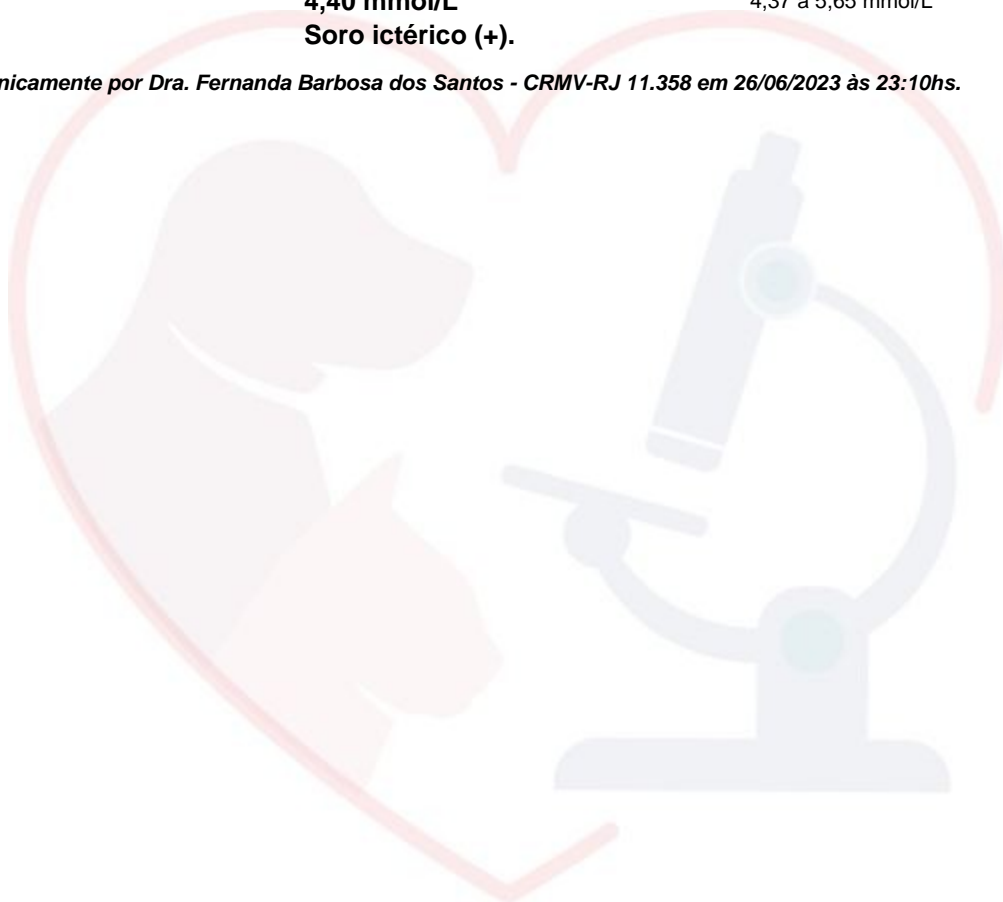 4,40 mmol/L 4,37 a 5,65 mmol/L
Soro ictérico (+).
nicamente por Dra. Fernanda Barbosa dos Santos - CRMV-RJ 11.358 em 26/06/2023 às 23:10hs.